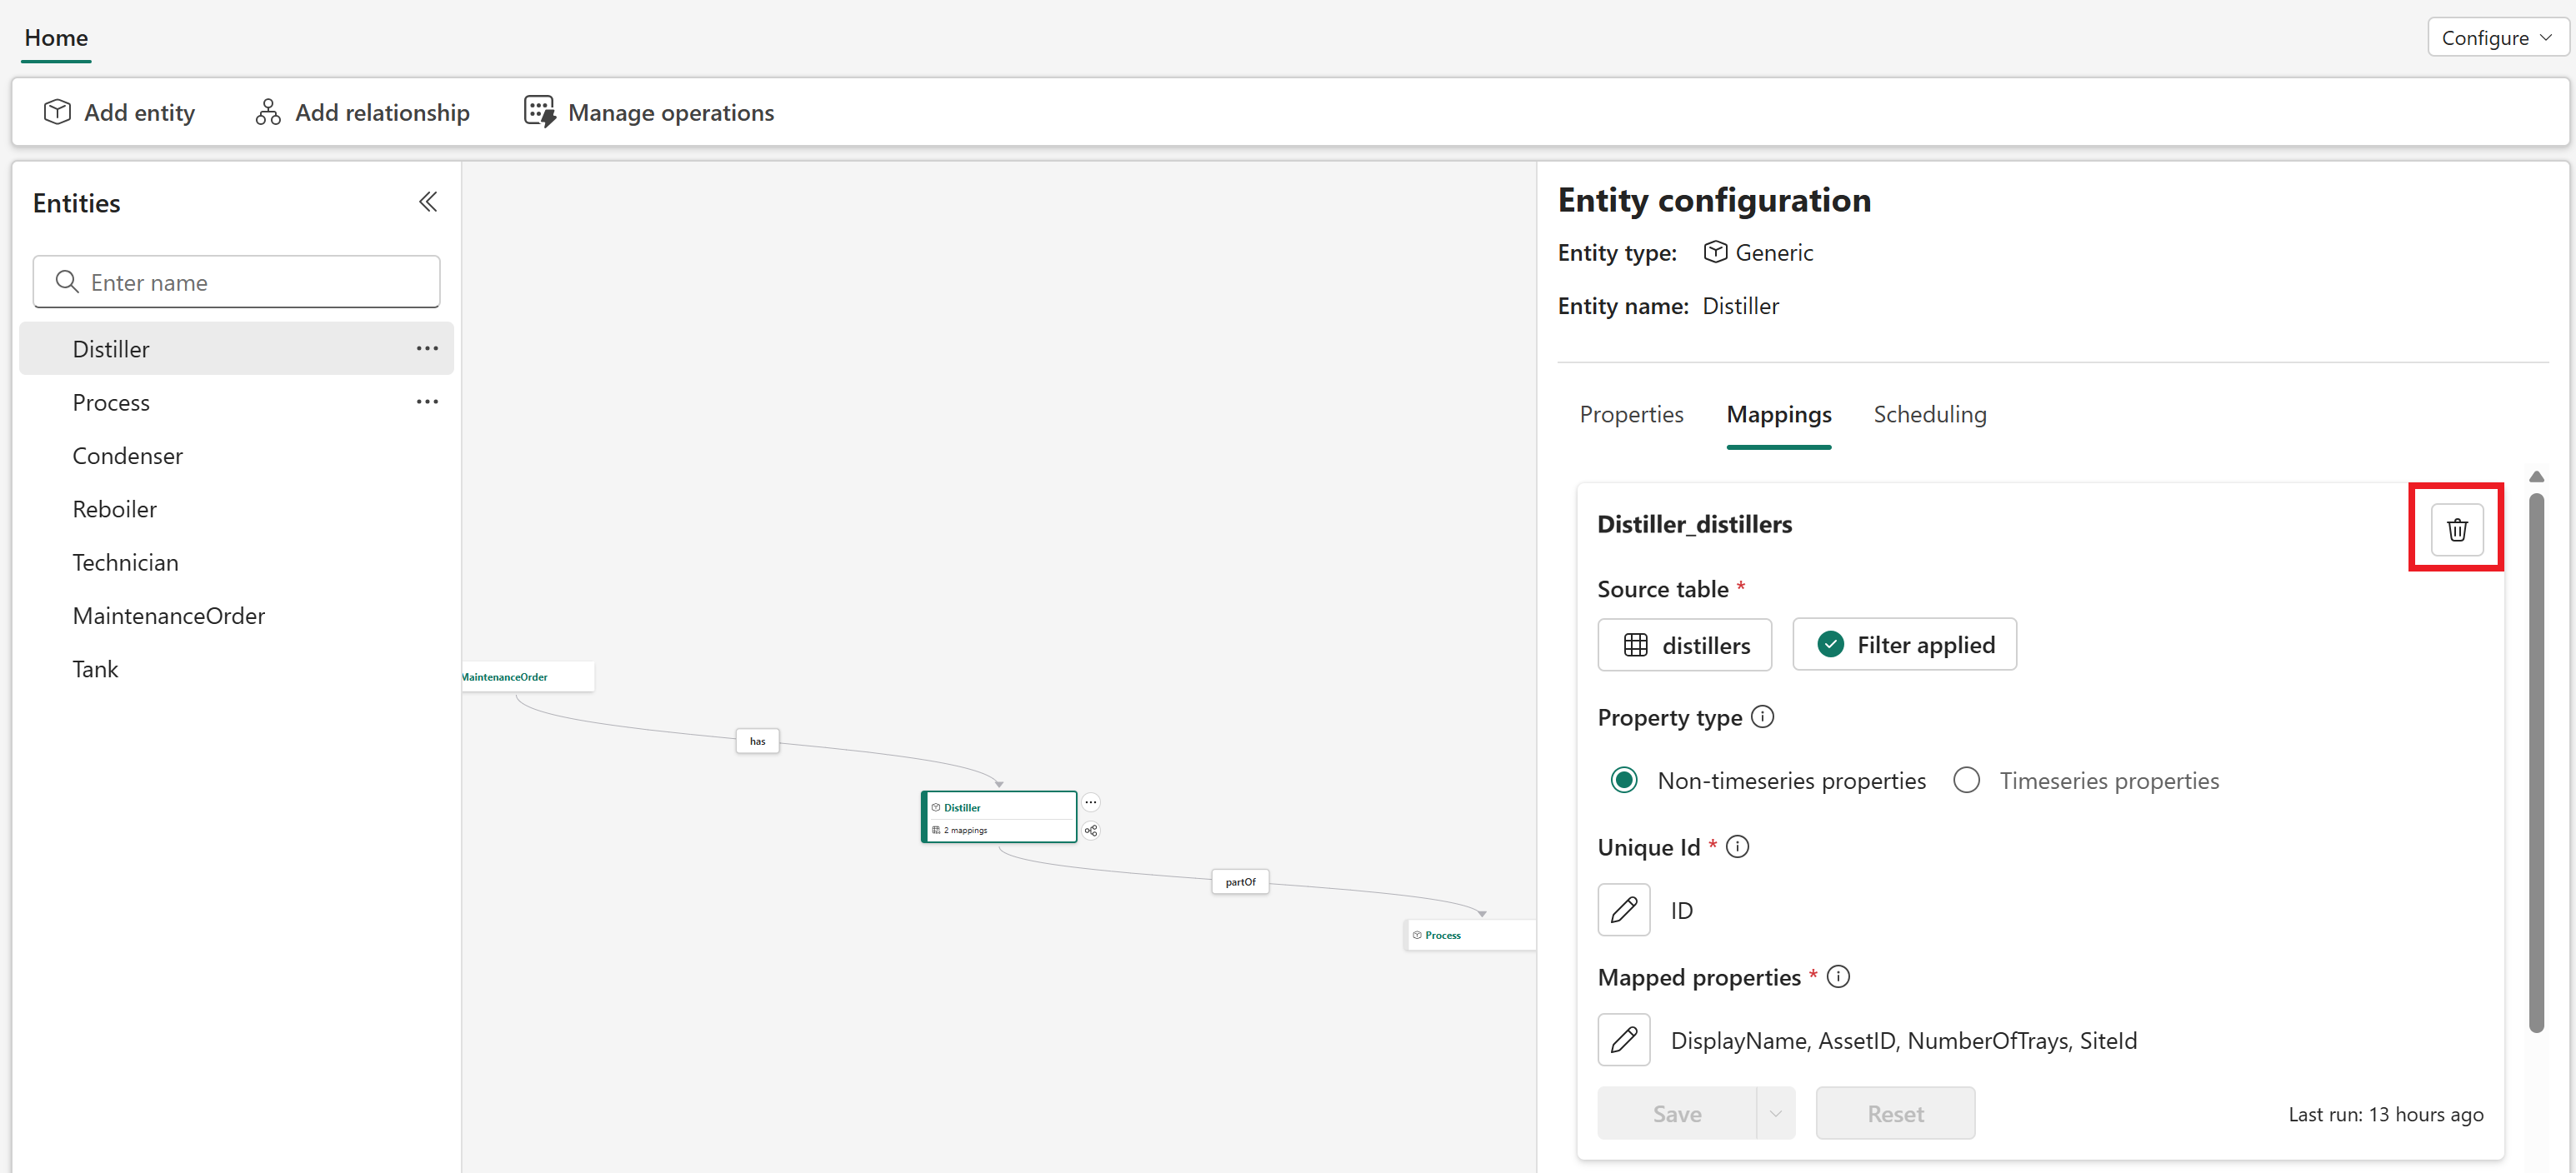 Home
Configure
Add entity
Add relationship
Manage operations
Entities
Enter name
Distiller
Process
Condenser
Reboiler
Technician
MaintenanceOrder
Tank
MaintenanceOrder
has
Distiller
2 mappings
partOf
Process
Entity configuration
Entity type: Generic
Entity name: Distiller
Properties
Mappings
Scheduling
Distiller_distillers
Source table *
distillers
Filter applied
Property type
Non-timeseries properties
Timeseries properties
Unique Id *
ID
Mapped properties *
DisplayName, AssetID, NumberOfTrays, SiteId
Save
Reset
Last run: 13 hours ago